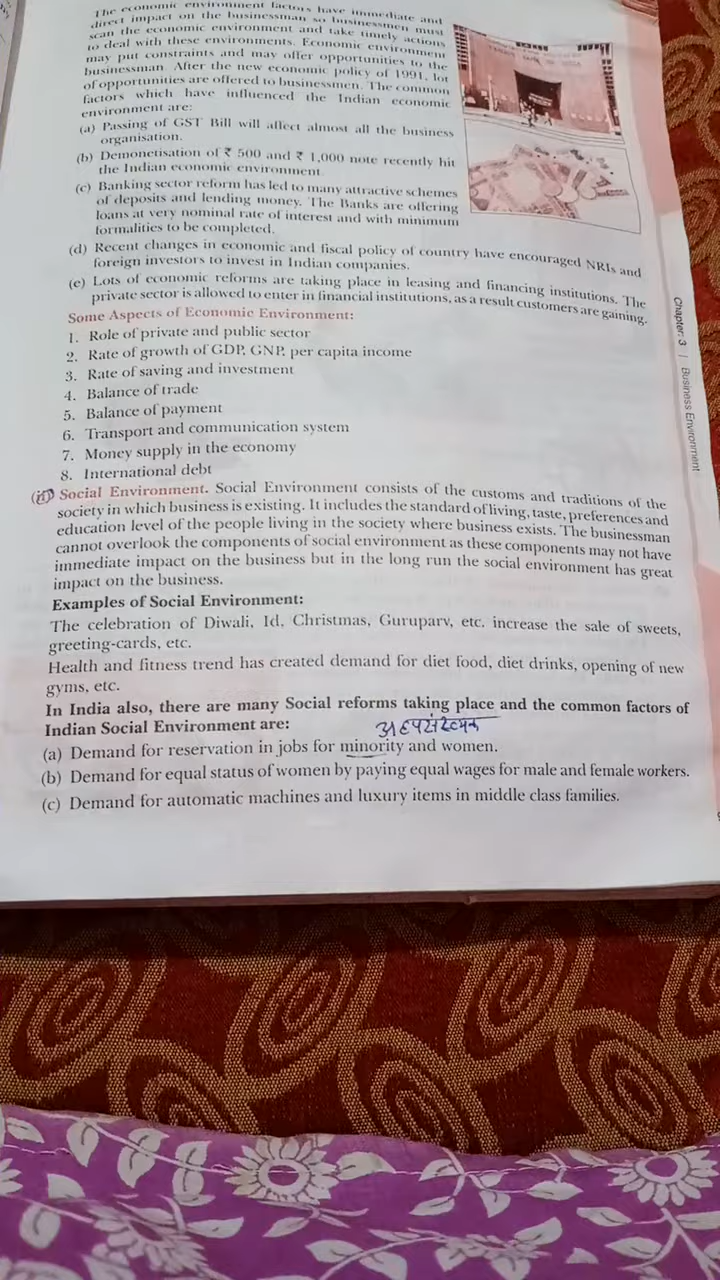 The economic environment factors have immediate and
direct impact on the businessman so businessmen must
scan the economic environment and take timely actions
to deal with these environments. Economic environment
may put constraints and may offer opportunities to the
businessman. After the new economic policy of 1991, lot
of opportunities are offered to businessmen. The common
factors which have influenced the Indian economic
environment are:
(a) Passing of GST Bill will affect almost all the business
organisation.
(b) Demonetisation of ₹ 500 and ₹ 1,000 note recently hit
the Indian economic environment.
(c) Banking sector reform has led to many attractive schemes
of deposits and lending money. The Banks are offering
loans at very nominal rate of interest and with minimum
formalities to be completed.
(d) Recent changes in economic and fiscal policy of country have encouraged NRIs and
foreign investors to invest in Indian companies.
(e) Lots of economic reforms are taking place in leasing and financing institutions. The
private sector is allowed to enter in financial institutions, as a result customers are gaining.
Some Aspects of Economic Environment:
1. Role of private and public sector
2. Rate of growth of GDP, GNP, per capita income
3. Rate of saving and investment
4. Balance of trade
5. Balance of payment
6. Transport and communication system
7. Money supply in the economy
8. International debt
Social Environment. Social Environment consists of the customs and traditions of the
society in which business is existing. It includes the standard of living, taste, preferences and
education level of the people living in the society where business exists. The businessman
cannot overlook the components of social environment as these components may not have
immediate impact on the business but in the long run the social environment has great
impact on the business.
Examples of Social Environment:
The celebration of Diwali, Id, Christmas, Guruparv, etc. increase the sale of sweets,
greeting-cards, etc.
Health and fitness trend has created demand for diet food, diet drinks, opening of new
gyms, etc.
In India also, there are many Social reforms taking place and the common factors of
Indian Social Environment are:
(a) Demand for reservation in jobs for minority and women.
(b) Demand for equal status of women by paying equal wages for male and female workers.
(c) Demand for automatic machines and luxury items in middle class families.
Chapter: 3 | Business Environment